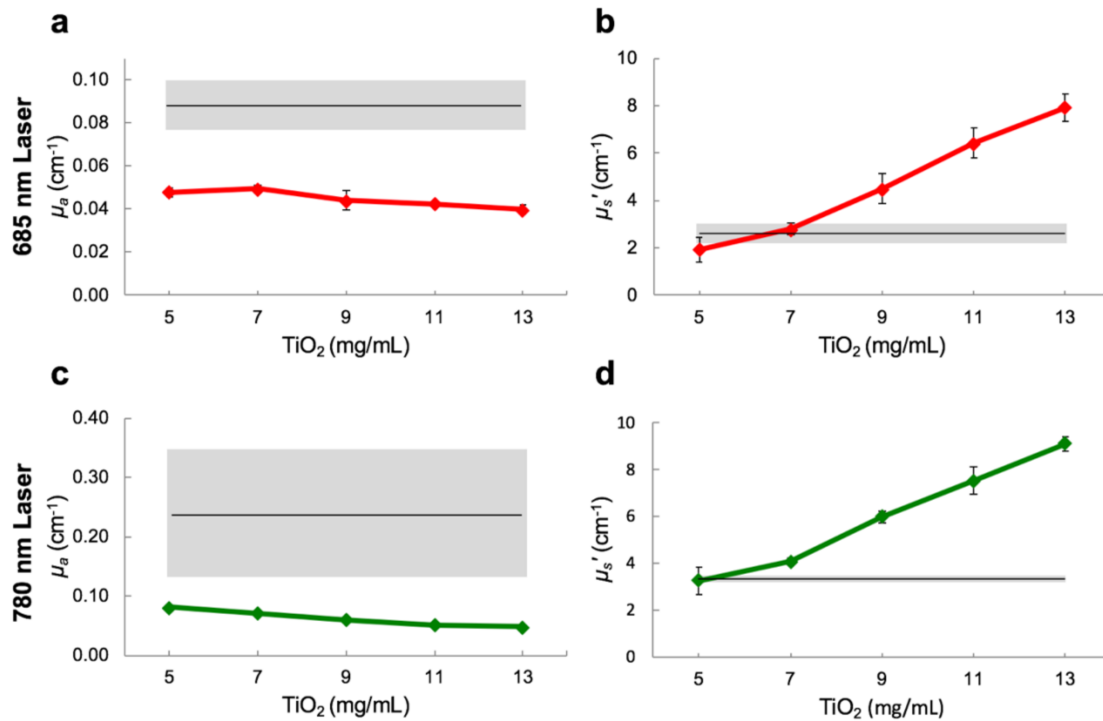 a
685 nm Laser
μa (cm⁻¹)
0.10
0.08
0.06
0.04
0.02
0.00
5 7 9 11 13
TiO₂ (mg/mL)
b
μs′ (cm⁻¹)
10
8
6
4
2
0
5 7 9 11 13
TiO₂ (mg/mL)
c
780 nm Laser
μa (cm⁻¹)
0.40
0.30
0.20
0.10
0.00
5 7 9 11 13
TiO₂ (mg/mL)
d
μs′ (cm⁻¹)
10
8
6
4
2
0
5 7 9 11 13
TiO₂ (mg/mL)